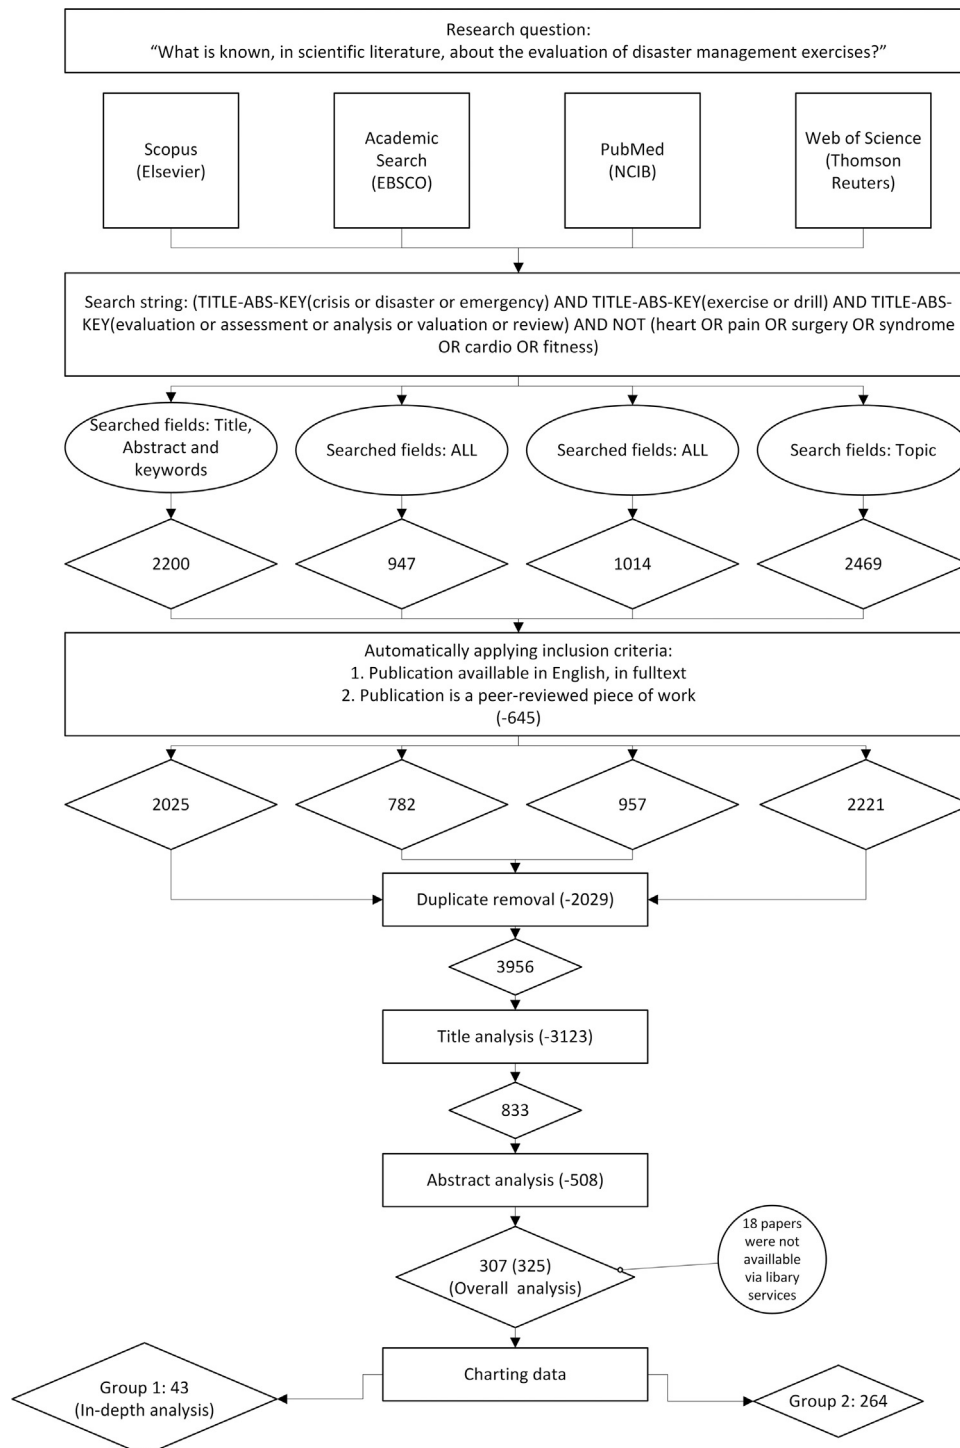 Research question:
“What is known, in scientific literature, about the evaluation of disaster management exercises?”
Scopus
(Elsevier)
Academic
Search
(EBSCO)
PubMed
(NCIB)
Web of Science
(Thomson
Reuters)
Search string: (TITLE-ABS-KEY(crisis or disaster or emergency) AND TITLE-ABS-KEY(exercise or drill) AND TITLE-ABS-
KEY(evaluation or assessment or analysis or valuation or review) AND NOT (heart OR pain OR surgery OR syndrome
OR cardio OR fitness)
Searched fields: Title,
Abstract and
keywords
Searched fields: ALL
Searched fields: ALL
Search fields: Topic
2200
947
1014
2469
Automatically applying inclusion criteria:
1. Publication availlable in English, in fulltext
2. Publication is a peer-reviewed piece of work
(-645)
2025
782
957
2221
Duplicate removal (-2029)
3956
Title analysis (-3123)
833
Abstract analysis (-508)
307 (325)
(Overall analysis)
18 papers
were not
availlable
via libary
services
Charting data
Group 1: 43
(In-depth analysis)
Group 2: 264